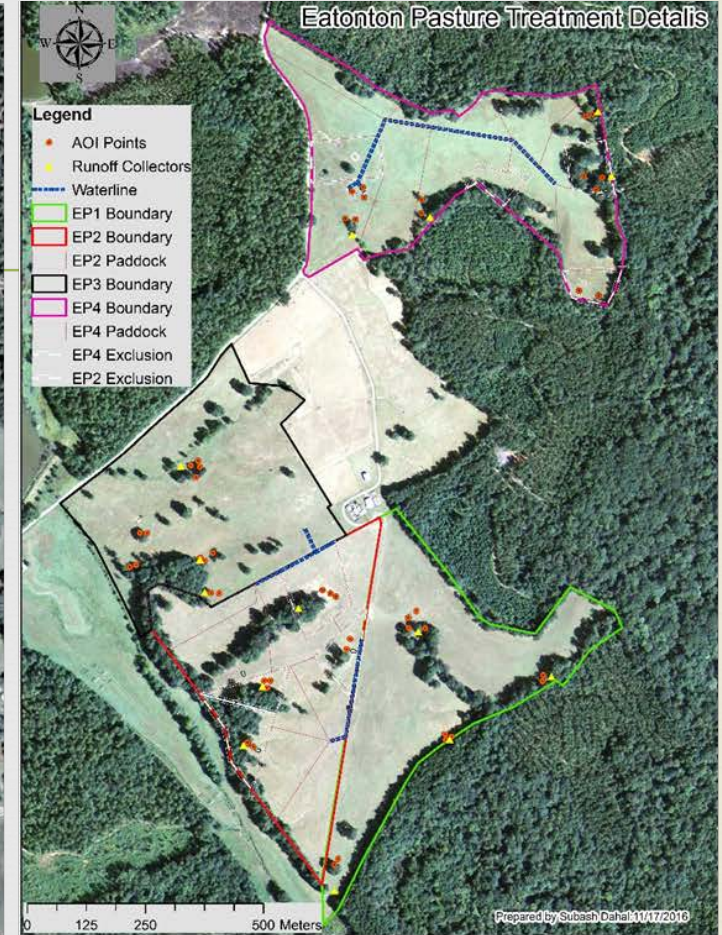 Eatonton Pasture Treatment Detalis
N
W E
S
Legend
AOI Points
Runoff Collectors
Waterline
EP1 Boundary
EP2 Boundary
EP2 Paddock
EP3 Boundary
EP4 Boundary
EP4 Paddock
EP4 Exclusion
EP2 Exclusion
0 125 250 500 Meters
Prepared by Subash Dahal:11/17/2016